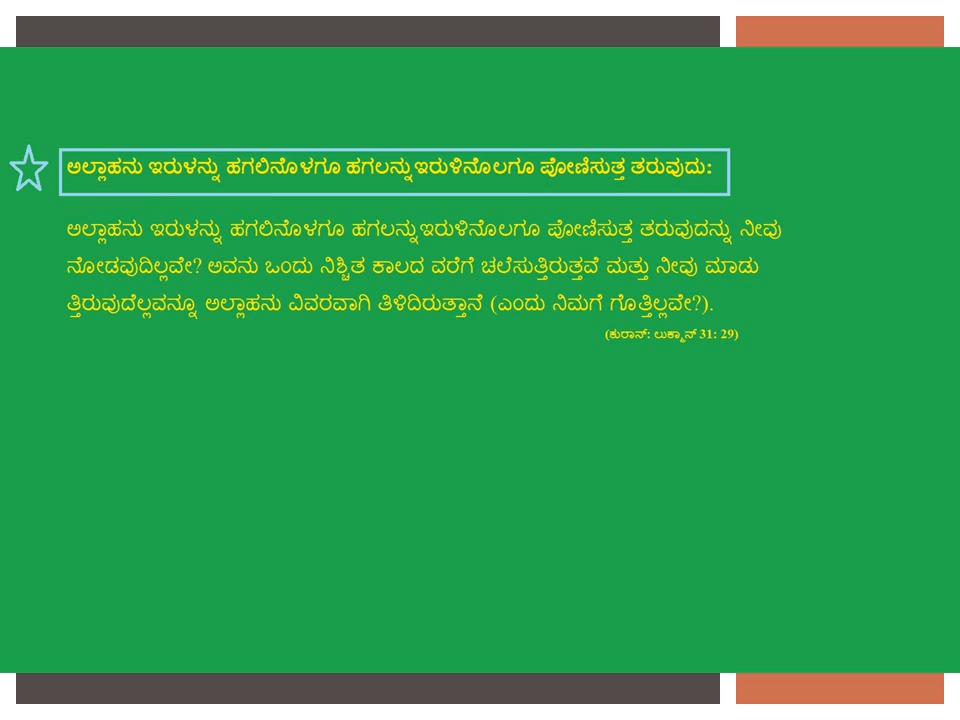 ಅಲ್ಲಾಹನು ಇರುಳನ್ನು ಹಗಲಿನೊಳಗೂ ಹಗಲನ್ನು ಇರುಳಿನೊಲಗೂ ಪೋಣಿಸುತ್ತ ತರುವುದು:
ಅಲ್ಲಾಹನು ಇರುಳನ್ನು ಹಗಲಿನೊಳಗೂ ಹಗಲನ್ನು ಇರುಳಿನೊಲಗೂ ಪೋಣಿಸುತ್ತ ತರುವುದನ್ನು ನೀವು
ನೋಡವುದಿಲ್ಲವೇ? ಅವನು ಒಂದು ನಿಶ್ಚಿತ ಕಾಲದ ವರೆಗೆ ಚಲೆಸುತ್ತಿರುತ್ತವೆ ಮತ್ತು ನೀವು ಮಾಡು
ತ್ತಿರುವುದೆಲ್ಲವನ್ನೂ ಅಲ್ಲಾಹನು ವಿವರವಾಗಿ ತಿಳಿದಿರುತ್ತಾನೆ (ಎಂದು ನಿಮಗೆ ಗೊತ್ತಿಲ್ಲವೇ?).
(ಕುರಾನ್: ಲುಕ್ಮಾನ್ 31: 29)